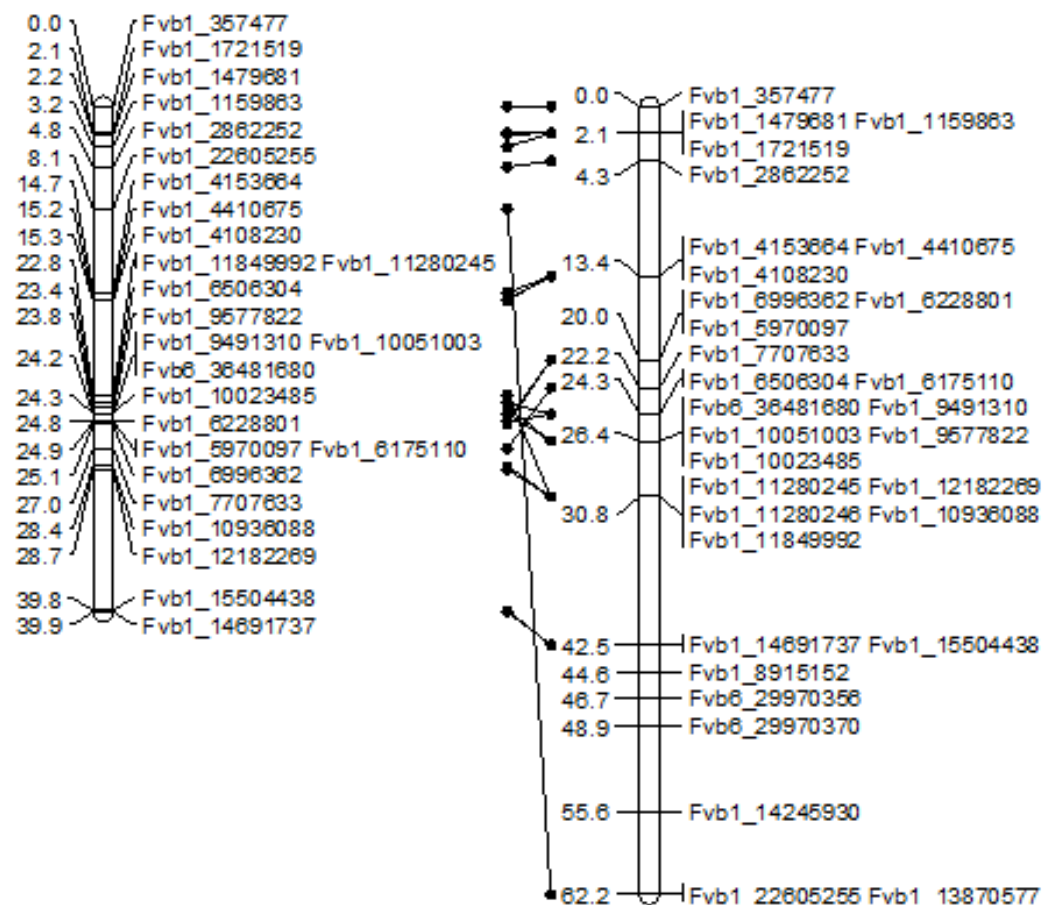 0.0 Fvb1_357477
2.1 Fvb1_1721519
2.2 Fvb1_1479681
3.2 Fvb1_1159863
4.8 Fvb1_2862252
8.1 Fvb1_22605255
14.7 Fvb1_4153664
15.2 Fvb1_4410675
15.3 Fvb1_4108230
22.8 Fvb1_11849992 Fvb1_11280245
23.4 Fvb1_6506304
23.8 Fvb1_9577822
Fvb1_9491310 Fvb1_10051003
24.2 Fvb6_36481680
24.3 Fvb1_10023485
24.8 Fvb1_6228801
24.9 Fvb1_5970097 Fvb1_6175110
25.1 Fvb1_6996362
27.0 Fvb1_7707633
28.4 Fvb1_10936088
28.7 Fvb1_12182269
39.8 Fvb1_15504438
39.9 Fvb1_14691737
0.0 Fvb1_357477
Fvb1_1479681 Fvb1_1159863
2.1 Fvb1_1721519
4.3 Fvb1_2862252
Fvb1_4153664 Fvb1_4410675
13.4 Fvb1_4108230
Fvb1_6996362 Fvb1_6228801
20.0 Fvb1_5970097
22.2 Fvb1_7707633
24.3 Fvb1_6506304 Fvb1_6175110
Fvb6_36481680 Fvb1_9491310
26.4 Fvb1_10051003 Fvb1_9577822
Fvb1_10023485
Fvb1_11280245 Fvb1_12182269
30.8 Fvb1_11280246 Fvb1_10936088
Fvb1_11849992
42.5 Fvb1_14691737 Fvb1_15504438
44.6 Fvb1_8915152
46.7 Fvb6_29970356
48.9 Fvb6_29970370
55.6 Fvb1_14245930
62.2 Fvb1_22605255 Fvb1_13870577